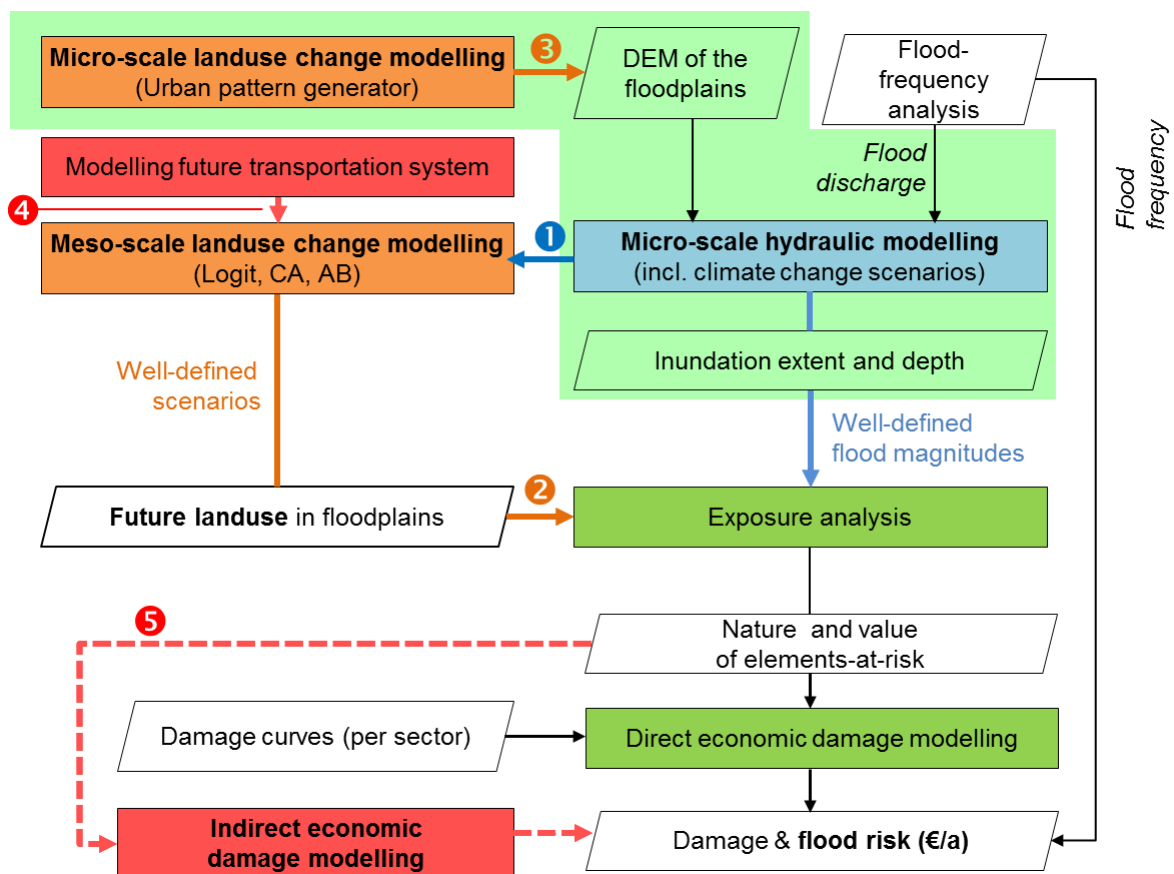 Micro-scale landuse change modelling
(Urban pattern generator)
3
DEM of the
floodplains
Flood-
frequency
analysis
Flood
discharge
Flood
frequency
Modelling future transportation system
4
Meso-scale landuse change modelling
(Logit, CA, AB)
1
Micro-scale hydraulic modelling
(incl. climate change scenarios)
Inundation extent and depth
Well-defined
scenarios
Well-defined
flood magnitudes
Future landuse in floodplains
2
Exposure analysis
5
Nature and value
of elements-at-risk
Damage curves (per sector)
Direct economic damage modelling
Indirect economic
damage modelling
Damage & flood risk (€/a)